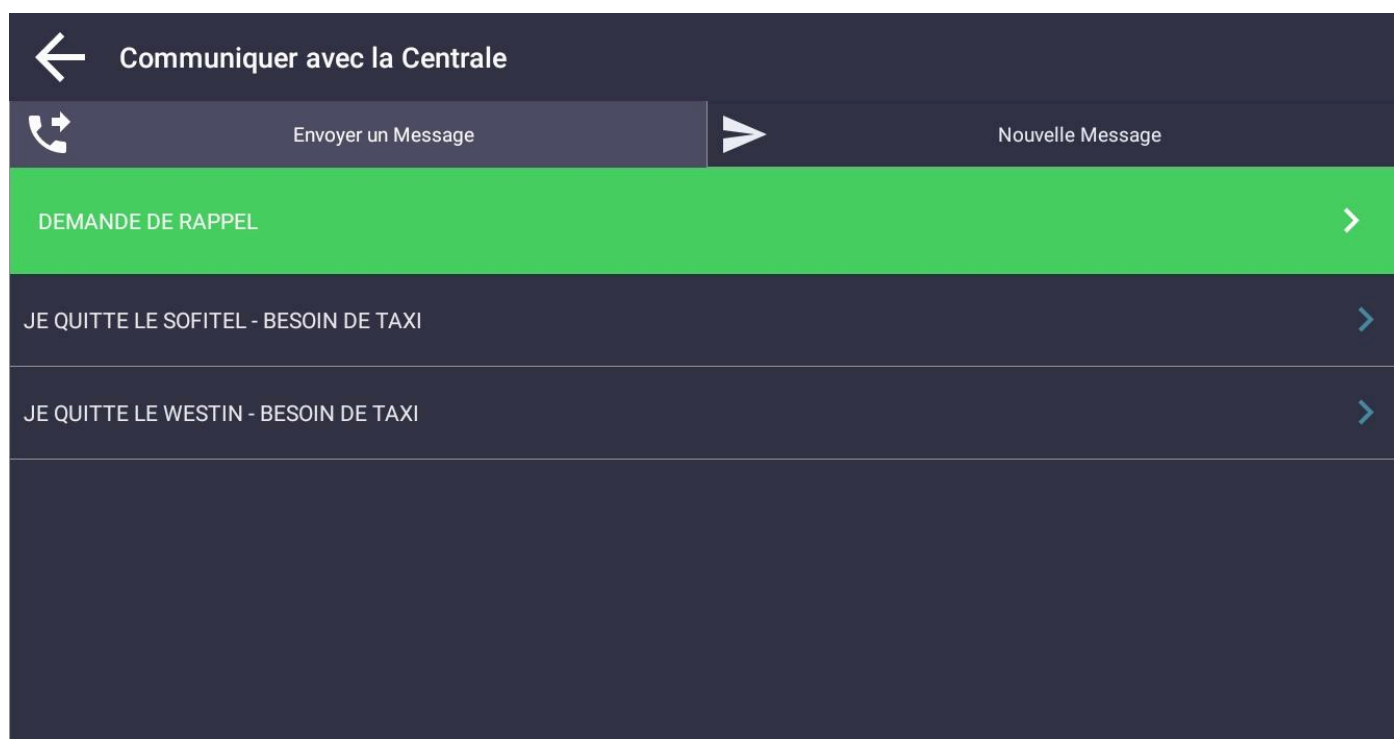 Communiquer avec la Centrale
Envoyer un Message
Nouvelle Message
DEMANDE DE RAPPEL
JE QUITTE LE SOFITEL - BESOIN DE TAXI
JE QUITTE LE WESTIN - BESOIN DE TAXI